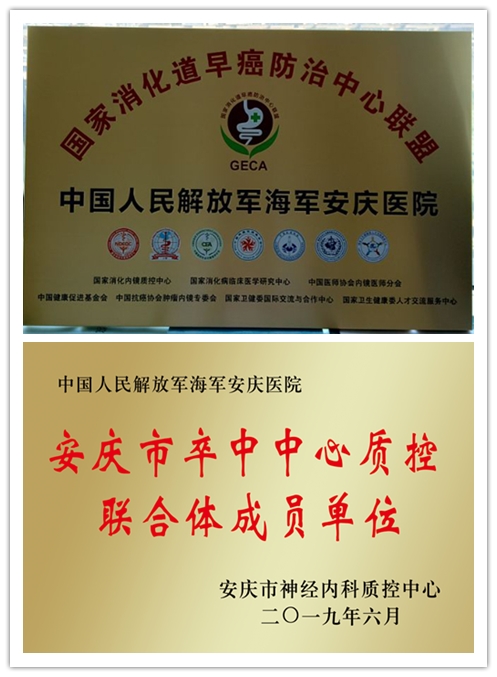 国家消化道早癌防治中心联盟
GECA
中国人民解放军海军安庆医院
国家消化内镜质控中心 国家消化病临床医学研究中心 中国医师协会内镜医师分会
中国健康促进基金会 中国抗癌协会肿瘤内镜专委会 国家卫健委国际交流与合作中心 国家卫生健康委人才交流服务中心
中国人民解放军海军安庆医院
安庆市卒中中心质控
联合体成员单位
安庆市神经内科质控中心
二〇一九年六月